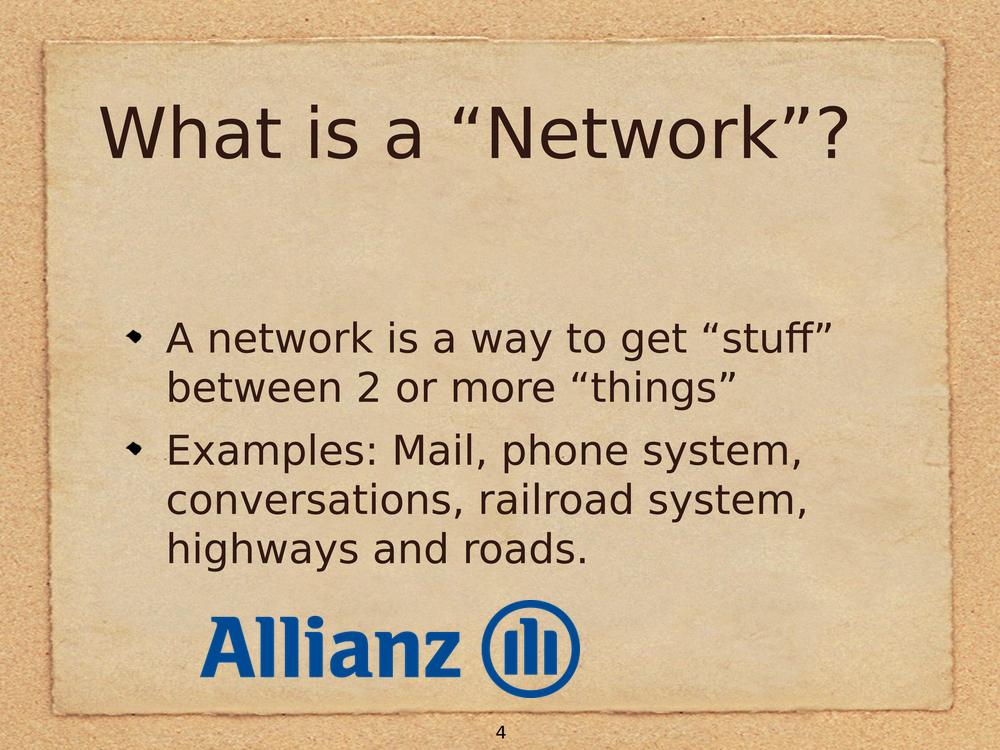 What is a “Network”?
A network is a way to get “stuff”
between 2 or more “things”
Examples: Mail, phone system,
conversations, railroad system,
highways and roads.
Allianz
4